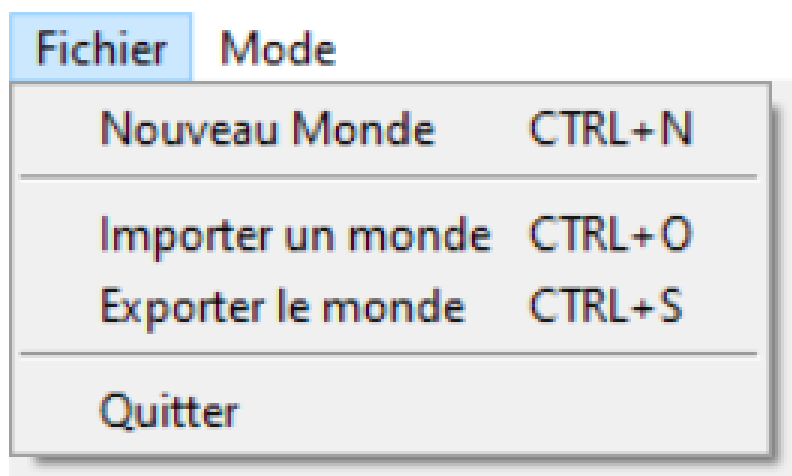 Fichier Mode
Nouveau Monde CTRL+N
Importer un monde CTRL+O
Exporter le monde CTRL+S
Quitter